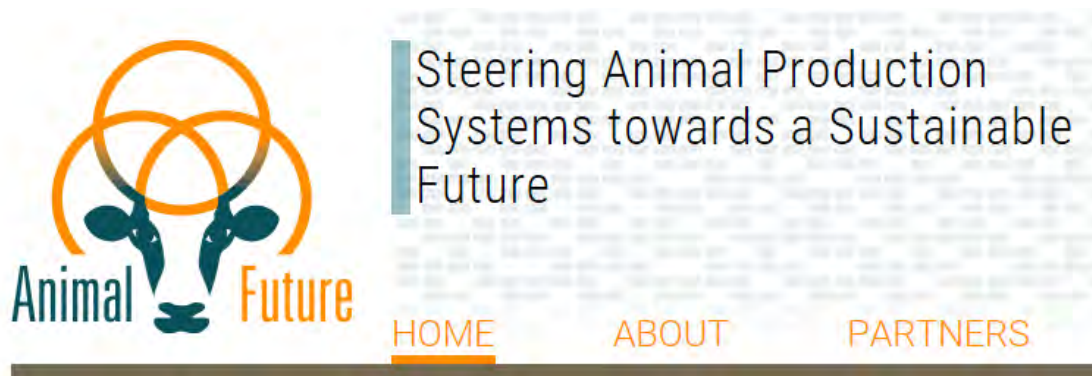 Steering Animal Production
Systems towards a Sustainable
Future
Animal Future
HOME ABOUT PARTNERS